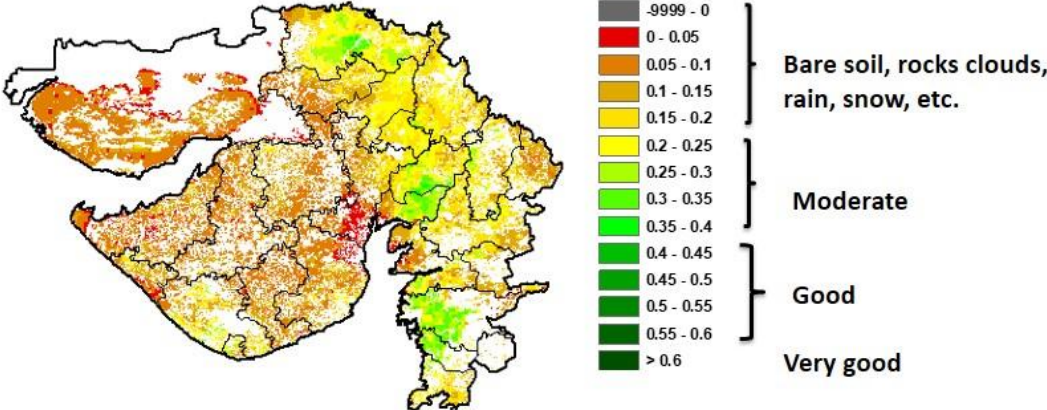 -9999 - 0
0 - 0.05
0.05 - 0.1
0.1 - 0.15
0.15 - 0.2
0.2 - 0.25
0.25 - 0.3
0.3 - 0.35
0.35 - 0.4
0.4 - 0.45
0.45 - 0.5
0.5 - 0.55
0.55 - 0.6
> 0.6
Bare soil, rocks clouds,
rain, snow, etc.
Moderate
Good
Very good